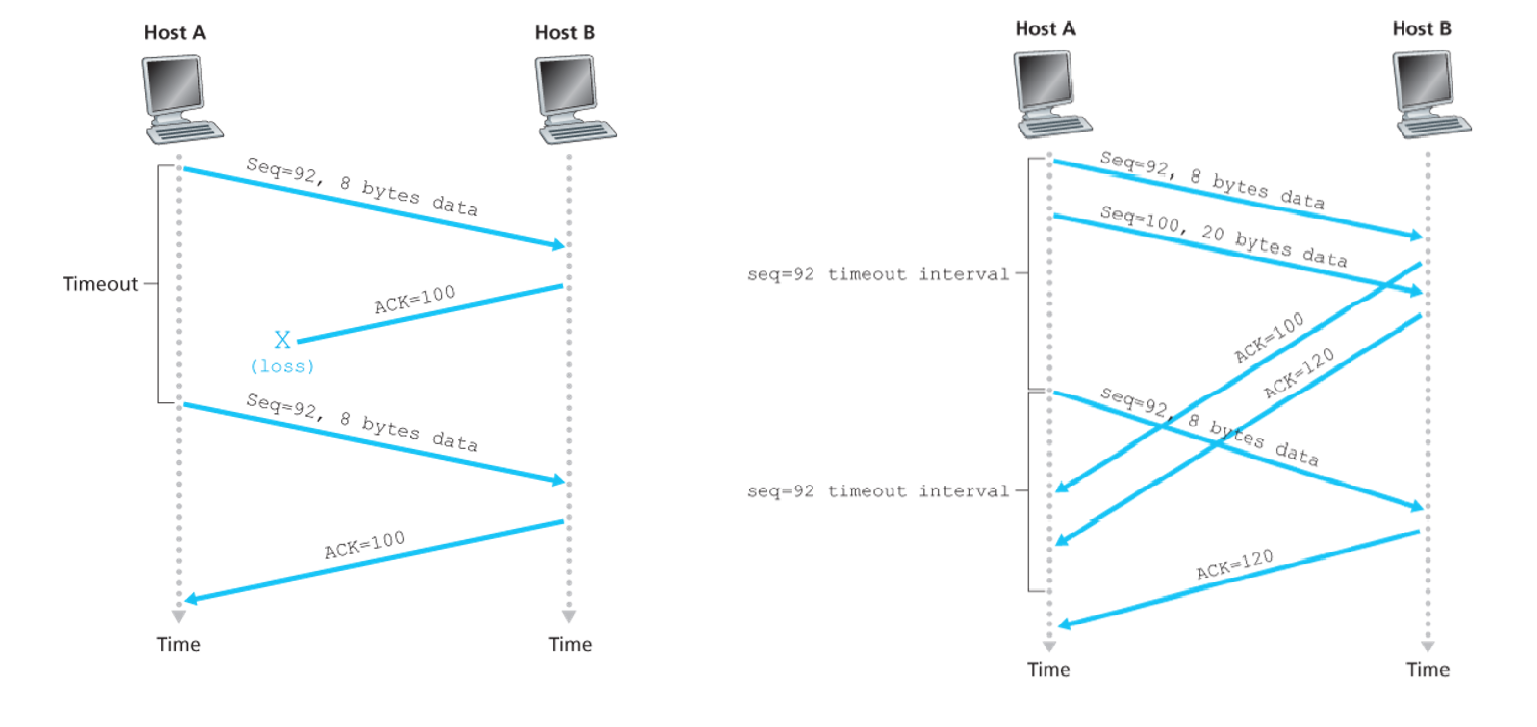 Host A
Host B
Seq=92, 8 bytes data
Timeout
ACK=100
X
(loss)
Seq=92, 8 bytes data
ACK=100
Time
Time
Host A
Host B
Seq=92, 8 bytes data
Seq=100, 20 bytes data
seq=92 timeout interval
ACK=100
ACK=120
seq=92, 8 bytes data
seq=92 timeout interval
ACK=120
Time
Time